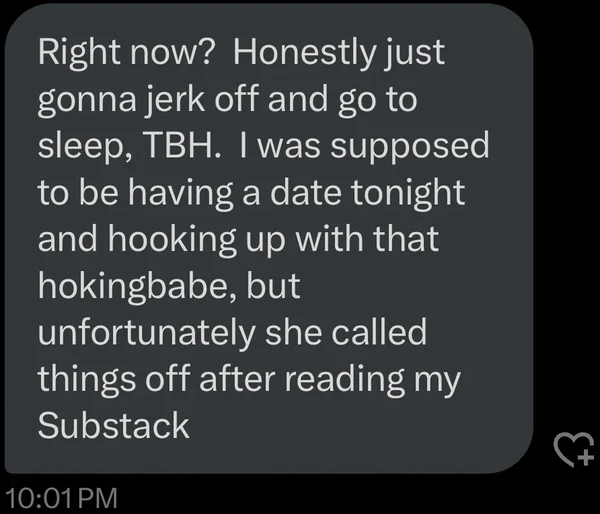 Right now?  Honestly just
gonna jerk off and go to
sleep, TBH.  I was supposed
to be having a date tonight
and hooking up with that
hokingbabe, but
unfortunately she called
things off after reading my
Substack
10:01 PM